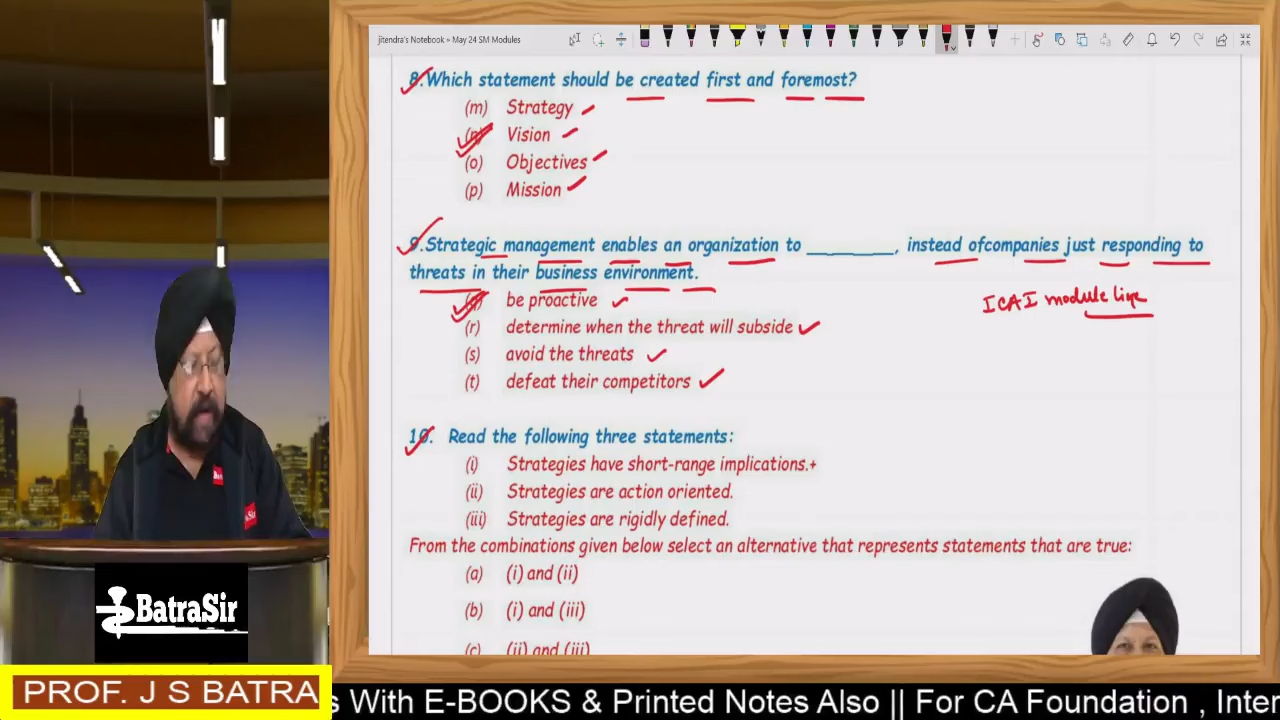 jitendra's Notebook » May 24 SM Modules
8.Which statement should be created first and foremost?
(m) Strategy
(n) Vision
(o) Objectives
(p) Mission
9.Strategic management enables an organization to _________, instead ofcompanies just responding to
threats in their business environment.
be proactive
ICAI module line
(r) determine when the threat will subside
(s) avoid the threats
(t) defeat their competitors
10. Read the following three statements:
(i) Strategies have short-range implications.+
(ii) Strategies are action oriented.
(iii) Strategies are rigidly defined.
From the combinations given below select an alternative that represents statements that are true:
(a) (i) and (ii)
(b) (i) and (iii)
(c) (ii) and (iii)
BatraSir
PROF. J S BATRA
s With E-BOOKS & Printed Notes Also || For CA Foundation , Inter